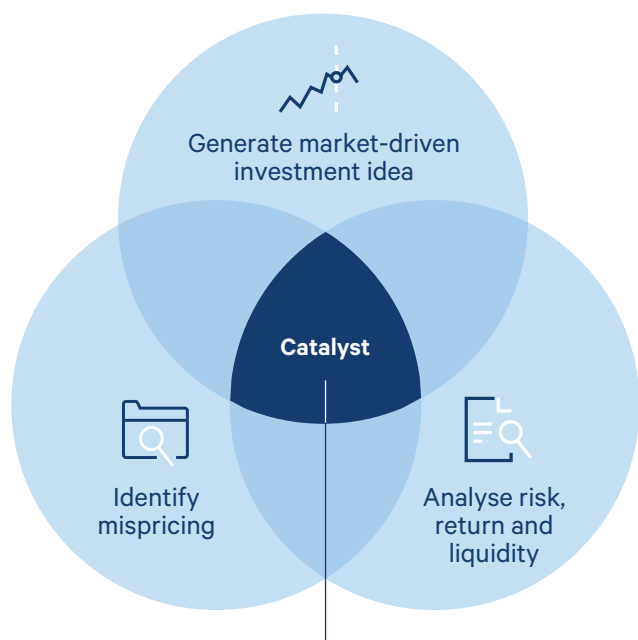 Generate market-driven
investment idea
Catalyst
Identify
mispricing
Analyse risk,
return and
liquidity